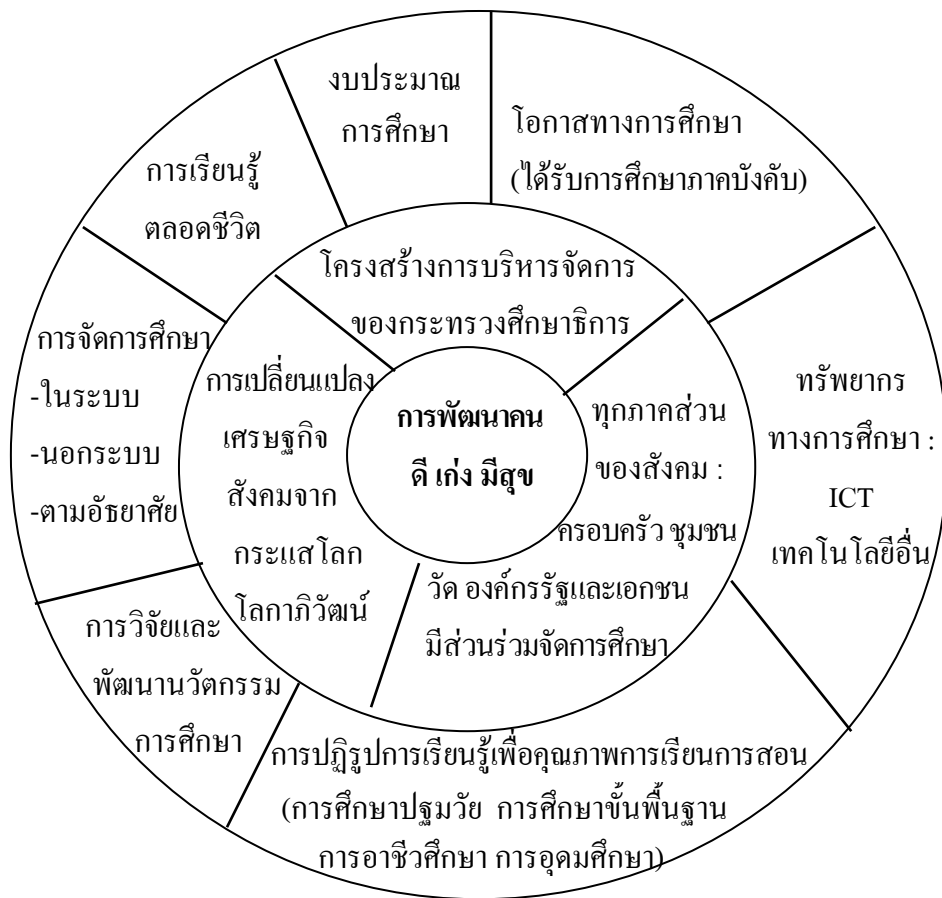 งบประมาณ
การศึกษา
โอกาสทางการศึกษา
(ได้รับการศึกษาภาคบังคับ)
การเรียนรู้
ตลอดชีวิต
โครงสร้างการบริหารจัดการ
ของกระทรวงศึกษาธิการ
การจัดการศึกษา
-ในระบบ
-นอกระบบ
-ตามอัธยาศัย
การเปลี่ยนแปลง
เศรษฐกิจ
สังคมจาก
กระแสโลก
โลกาภิวัฒน์
การพัฒนาคน
ดี เก่ง มีสุข
ทุกภาคส่วน
ของสังคม :
ครอบครัว ชุมชน
วัด องค์กรรัฐและเอกชน
มีส่วนร่วมจัดการศึกษา
ทรัพยากร
ทางการศึกษา :
ICT
เทคโนโลยีอื่น
การวิจัยและ
พัฒนานวัตกรรม
การศึกษา
การปฏิรูปการเรียนรู้เพื่อคุณภาพการเรียนการสอน
(การศึกษาปฐมวัย การศึกษาขั้นพื้นฐาน
การอาชีวศึกษา การอุดมศึกษา)